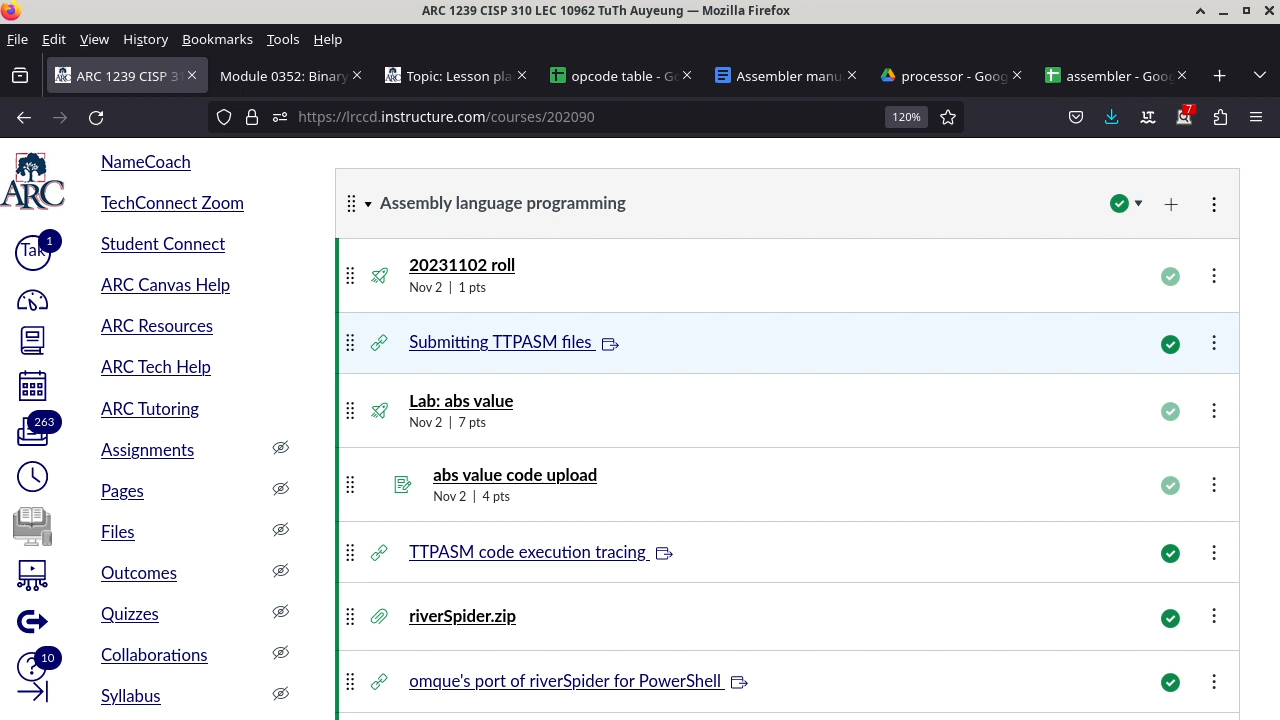 ARC 1239 CISP 310 LEC 10962 TuTh Auyeung — Mozilla Firefox
File Edit View History Bookmarks Tools Help
ARC 1239 CISP 31
Module 0352: Binary
Topic: Lesson pla
opcode table - Go
Assembler manu
processor - Goog
assembler - Goog
https://lrccd.instructure.com/courses/202090
120%
7
ARC
Tak
1
263
10
NameCoach
TechConnect Zoom
Student Connect
ARC Canvas Help
ARC Resources
ARC Tech Help
ARC Tutoring
Assignments
Pages
Files
Outcomes
Quizzes
Collaborations
Syllabus
Assembly language programming
20231102 roll
Nov 2 | 1 pts
Submitting TTPASM files
Lab: abs value
Nov 2 | 7 pts
abs value code upload
Nov 2 | 4 pts
TTPASM code execution tracing
riverSpider.zip
omque's port of riverSpider for PowerShell